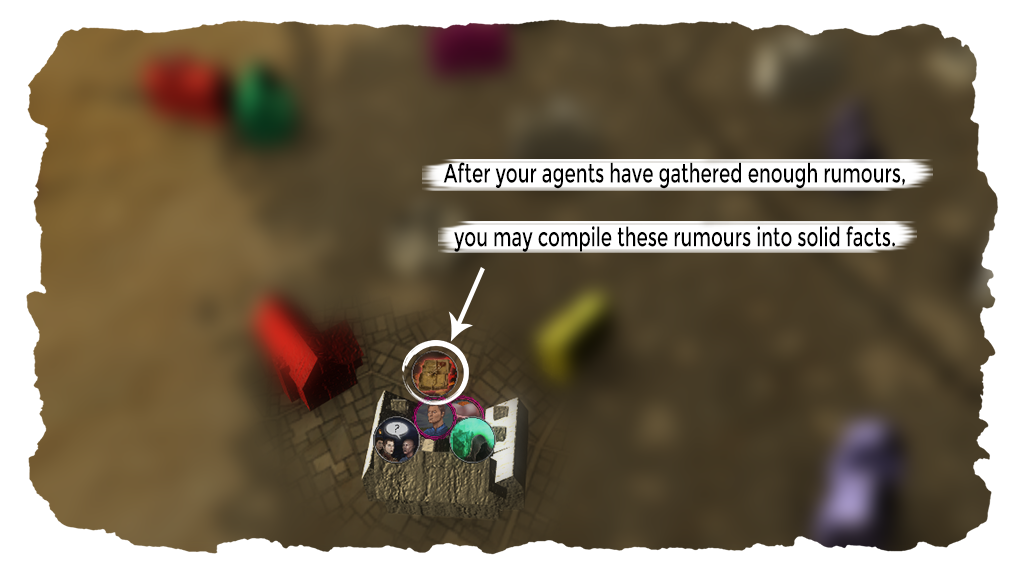 After your agents have gathered enough rumours,
you may compile these rumours into solid facts.
?